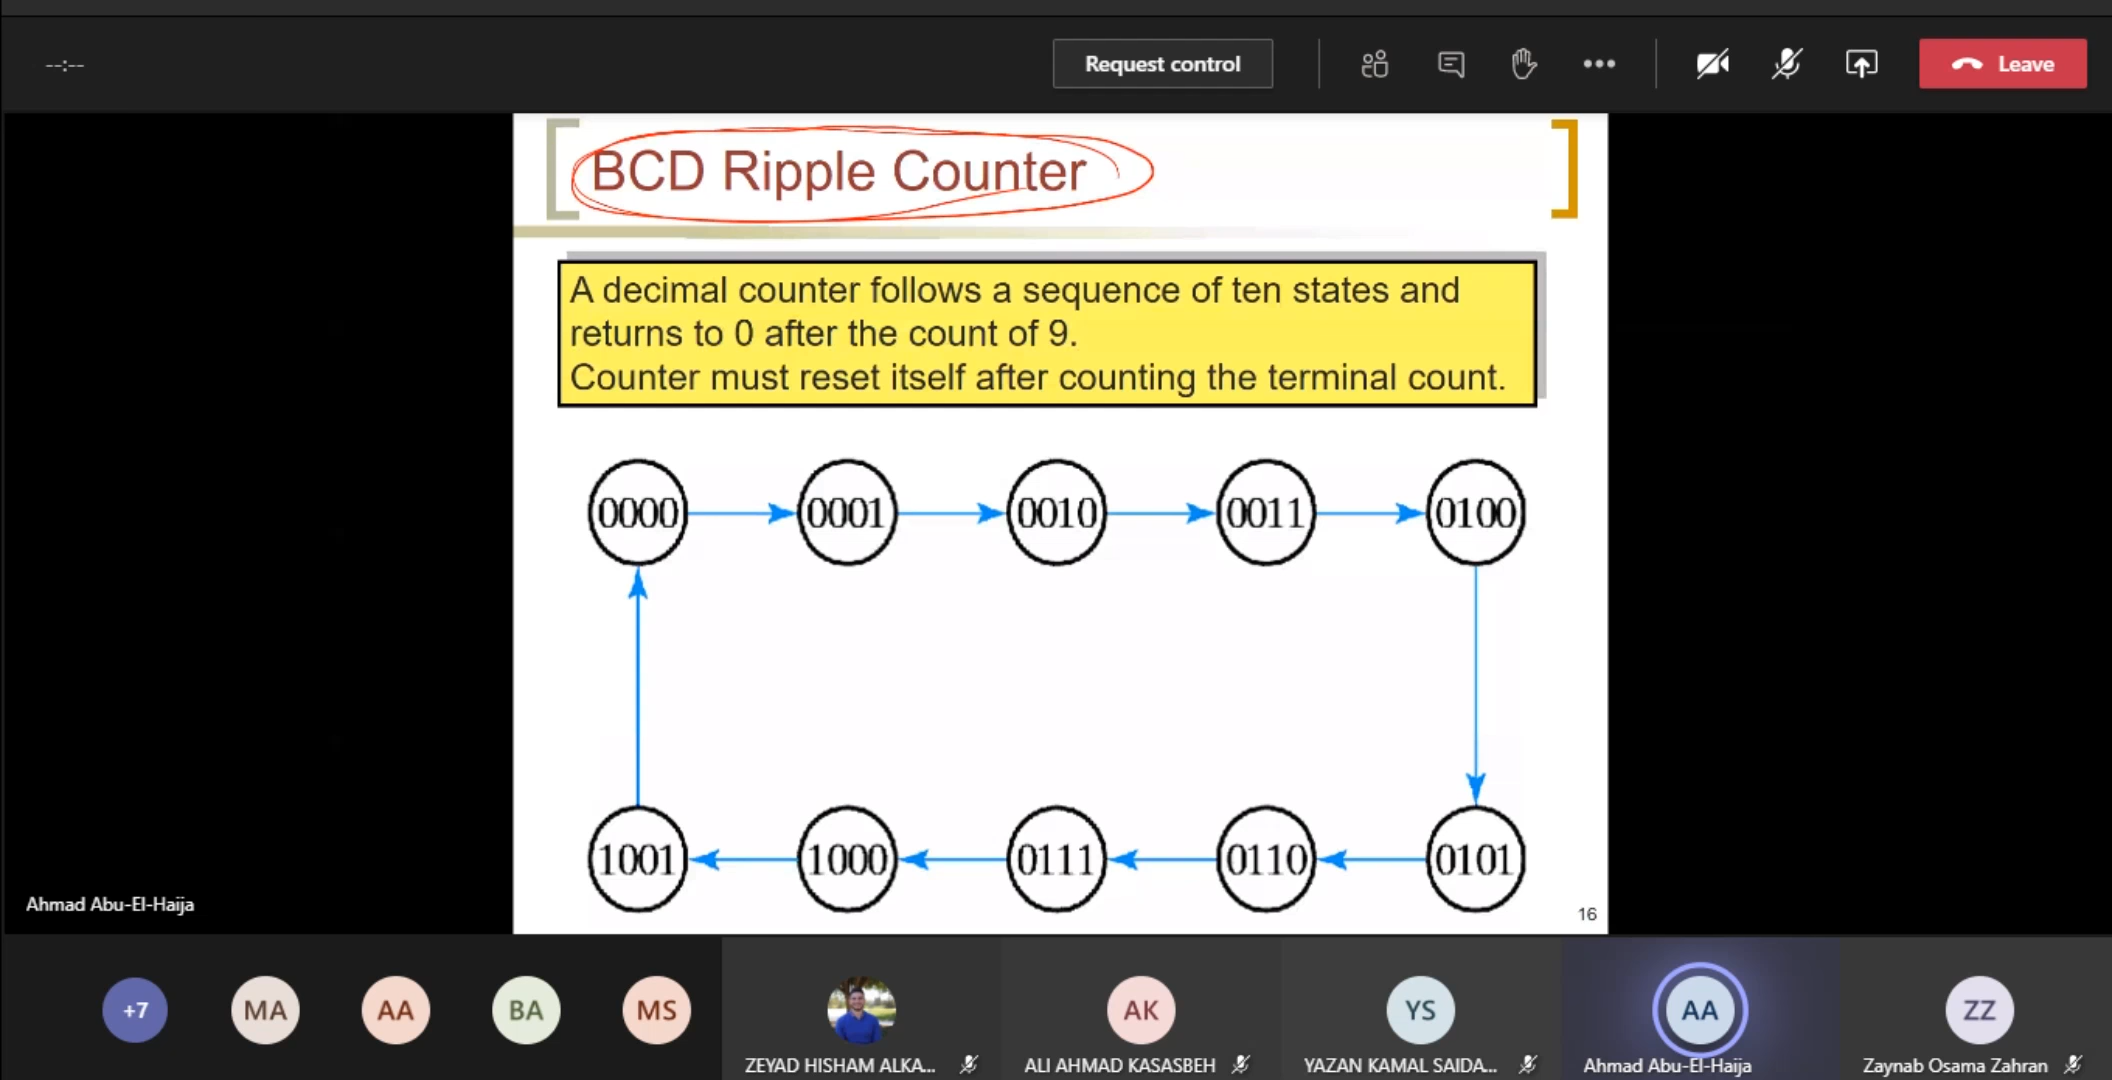 --:--
Request control
Leave
BCD Ripple Counter
A decimal counter follows a sequence of ten states and
returns to 0 after the count of 9.
Counter must reset itself after counting the terminal count.
0000 0001 0010 0011 0100
1001 1000 0111 0110 0101
16
Ahmad Abu-El-Haija
+7 MA AA BA MS AK YS AA ZZ
ZEYAD HISHAM ALKA... ALI AHMAD KASASBEH YAZAN KAMAL SAIDA... Ahmad Abu-El-Haija Zaynab Osama Zahran